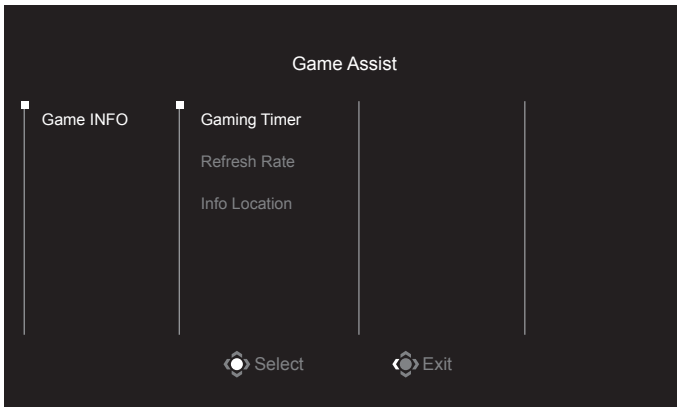 Game Assist
Game INFO
Gaming Timer
Refresh Rate
Info Location
Select
Exit